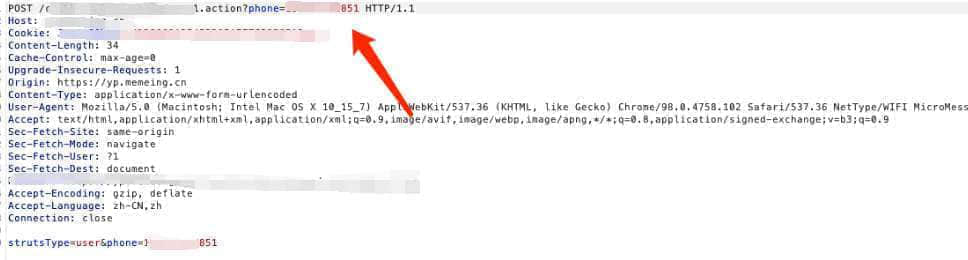 POST /c l.action?phone= 851 HTTP/1.1
Host:
Cookie:
Content-Length: 34
Cache-Control: max-age=0
Upgrade-Insecure-Requests: 1
Origin: https://yp.memeing.cn
Content-Type: application/x-www-form-urlencoded
User-Agent: Mozilla/5.0 (Macintosh; Intel Mac OS X 10_15_7) AppleWebKit/537.36 (KHTML, like Gecko) Chrome/98.0.4758.102 Safari/537.36 NetType/WIFI MicroMess
Accept: text/html,application/xhtml+xml,application/xml;q=0.9,image/avif,image/webp,image/apng,*/*;q=0.8,application/signed-exchange;v=b3;q=0.9
Sec-Fetch-Site: same-origin
Sec-Fetch-Mode: navigate
Sec-Fetch-User: ?1
Sec-Fetch-Dest: document
Accept-Encoding: gzip, deflate
Accept-Language: zh-CN,zh
Connection: close
strutsType=user&phone=1 851